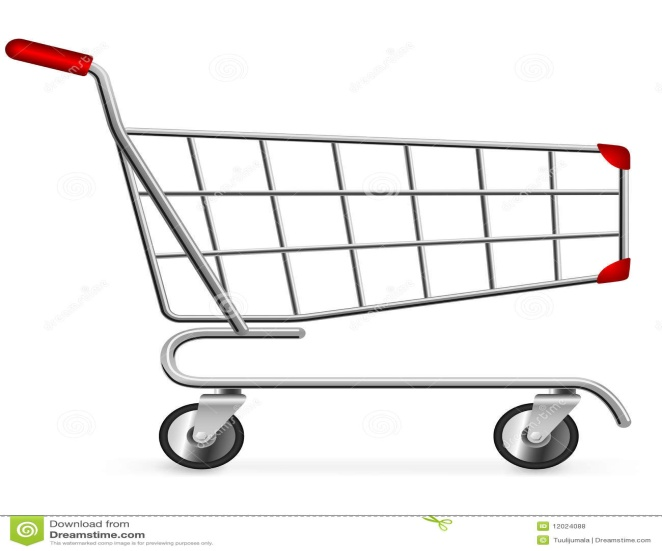 Download from
Dreamstime.com
This watermarked comp image is for previewing purposes only.
12024088
Tuulijumala | Dreamstime.com